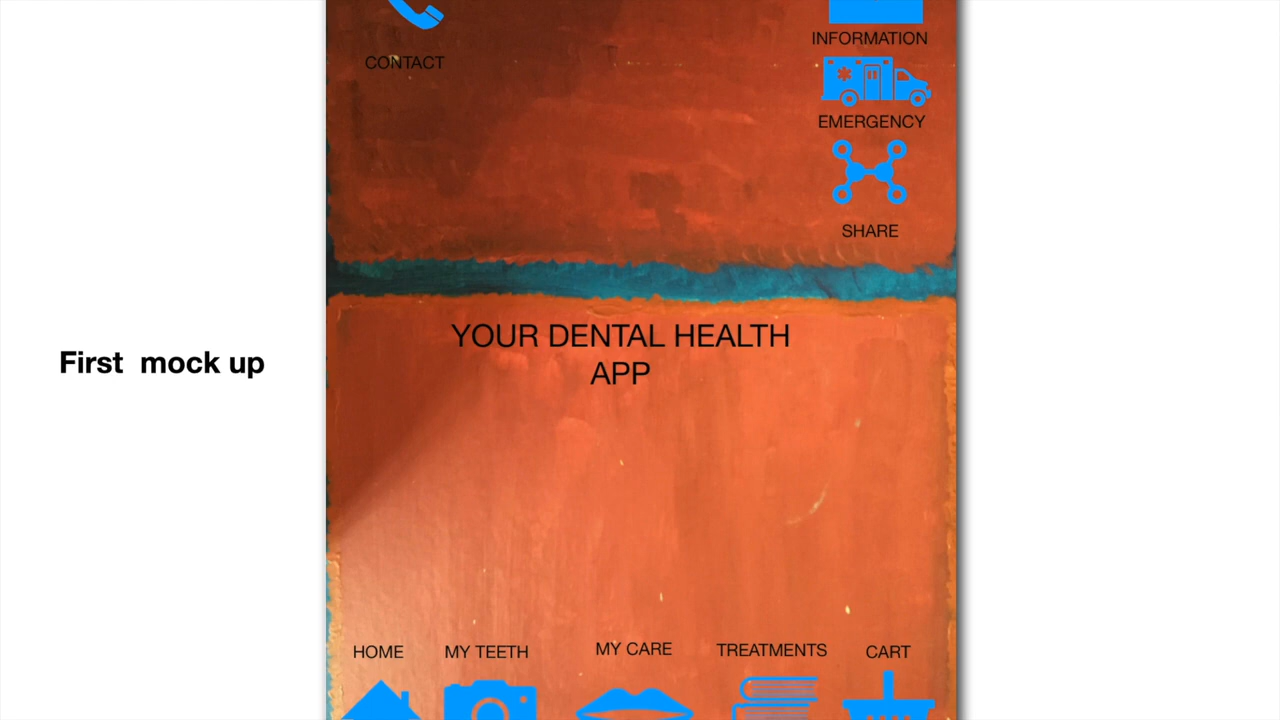 CONTACT
INFORMATION
EMERGENCY
SHARE
First  mock up
YOUR DENTAL HEALTH
APP
HOME
MY TEETH
MY CARE
TREATMENTS
CART